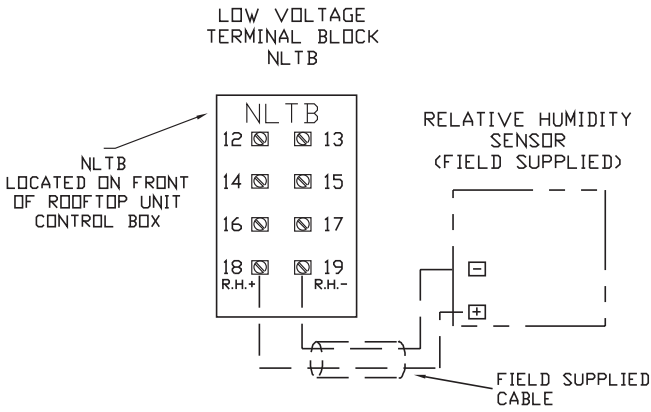 LOW VOLTAGE
TERMINAL BLOCK
NLTB
NLTB
12 13
14 15
16 17
18 19
R.H.+ R.H.-
NLTB
LOCATED ON FRONT
OF ROOFTOP UNIT
CONTROL BOX
RELATIVE HUMIDITY
SENSOR
(FIELD SUPPLIED)
-
+
FIELD SUPPLIED
CABLE